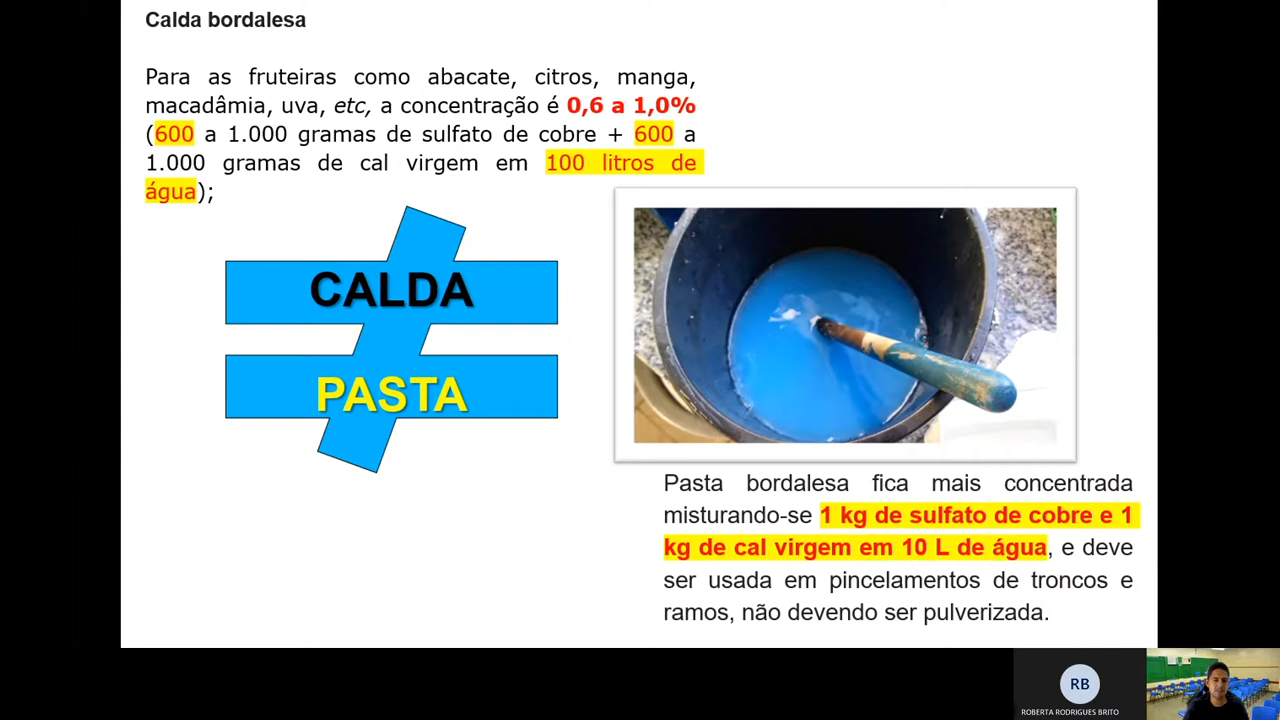 Calda bordalesa
Para as fruteiras como abacate, citros, manga,
macadâmia, uva, etc, a concentração é 0,6 a 1,0%
(600 a 1.000 gramas de sulfato de cobre + 600 a
1.000 gramas de cal virgem em 100 litros de
água);
CALDA
PASTA
Pasta bordalesa fica mais concentrada
misturando-se 1 kg de sulfato de cobre e 1
kg de cal virgem em 10 L de água, e deve
ser usada em pincelamentos de troncos e
ramos, não devendo ser pulverizada.
RB
ROBERTA RODRIGUES BRITO